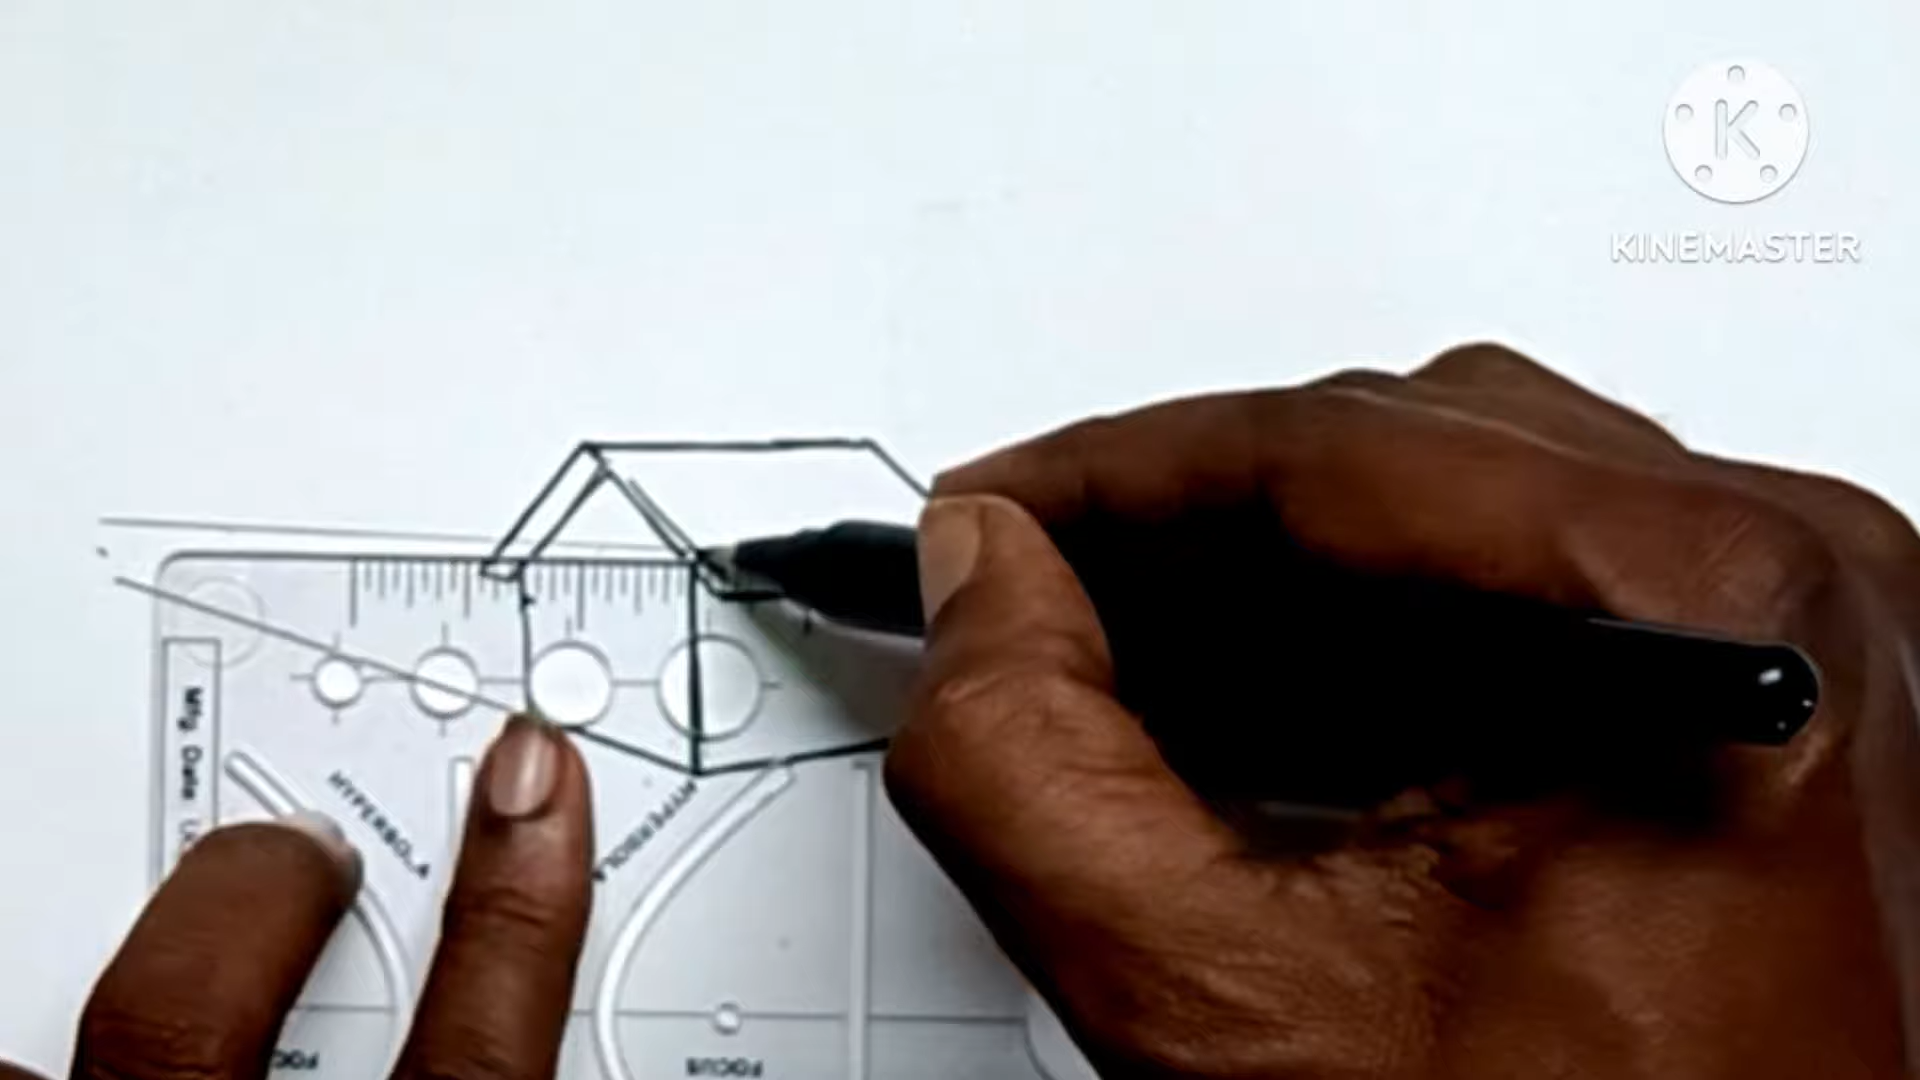 K
KINEMASTER
Mfg Date
HYPERBOLA
HYPERBOLA
FOCUS